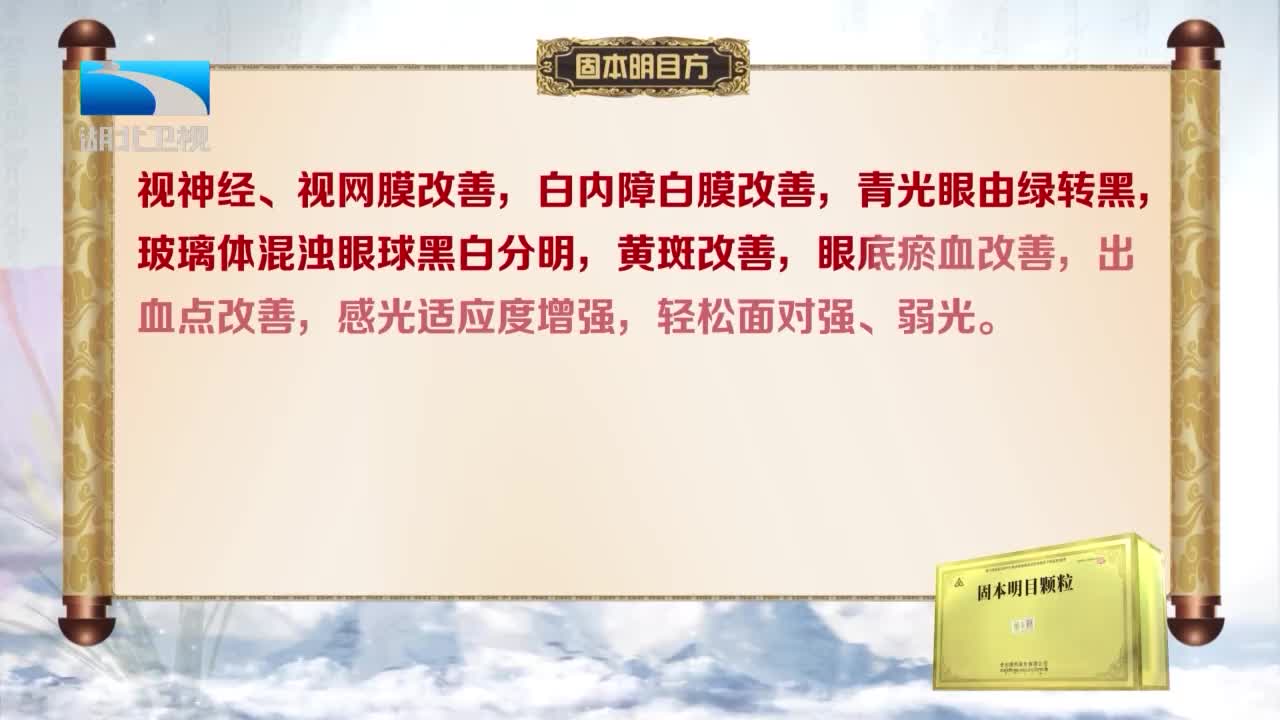 固本明目方
湖北卫视
视神经、视网膜改善，白内障白膜改善，青光眼由绿转黑，
玻璃体混浊眼球黑白分明，黄斑改善，眼底瘀血改善，出
血点改善，感光适应度增强，轻松面对强、弱光。
固本明目颗粒